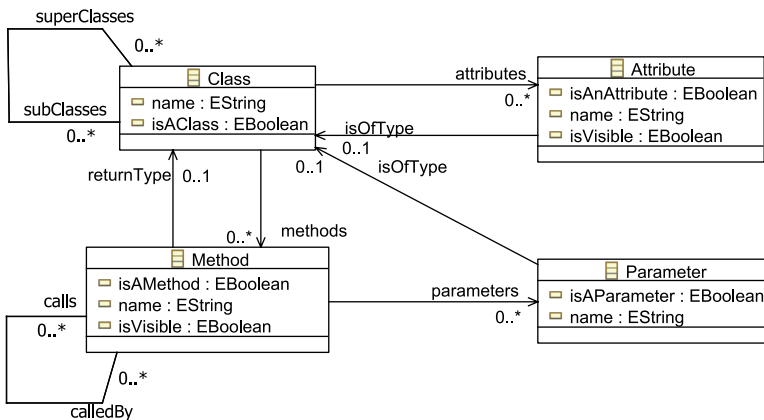 superClasses
0..*
Class
name : EString
isAClass : EBoolean
subClasses
0..*
attributes
0..*
Attribute
isAnAttribute : EBoolean
name : EString
isVisible : EBoolean
isOfType
0..1
0..1
isOfType
returnType
0..1
0..*
methods
Method
isAMethod : EBoolean
name : EString
isVisible : EBoolean
calls
0..*
0..*
calledBy
parameters
0..*
Parameter
isAParameter : EBoolean
name : EString